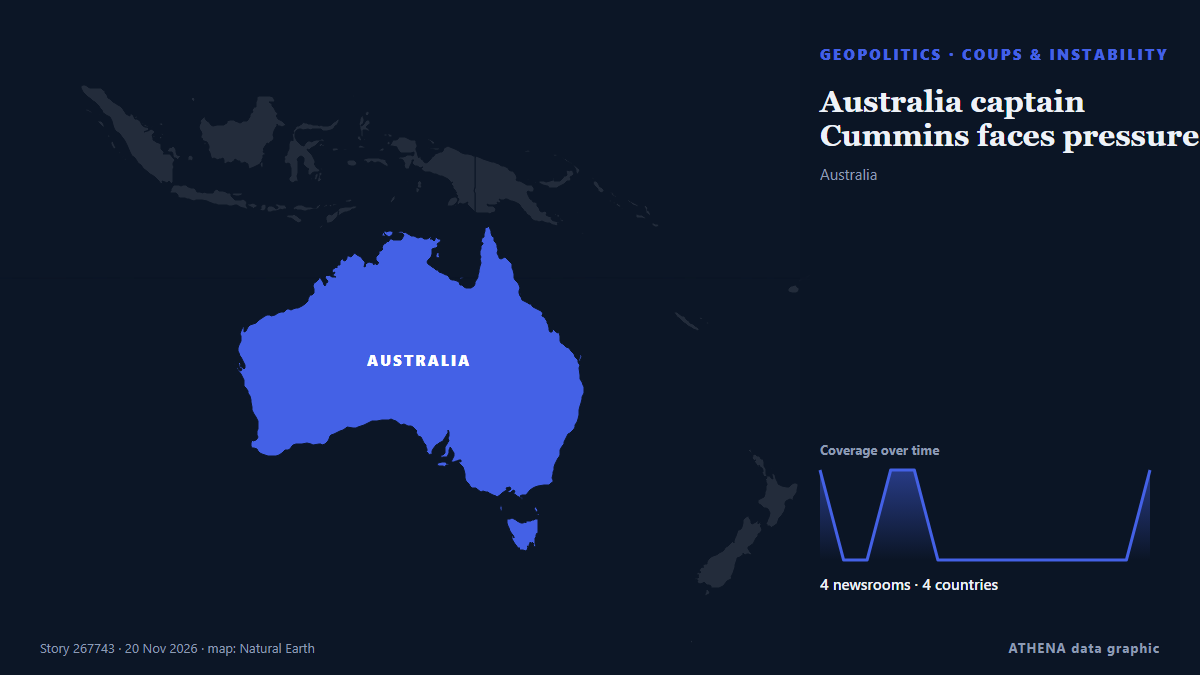 GEOPOLITICS · COUPS & INSTABILITY
Australia captain
Cummins faces pressure
Australia
AUSTRALIA
Coverage over time
4 newsrooms · 4 countries
Story 267743 · 20 Nov 2026 · map: Natural Earth
ATHENA data graphic